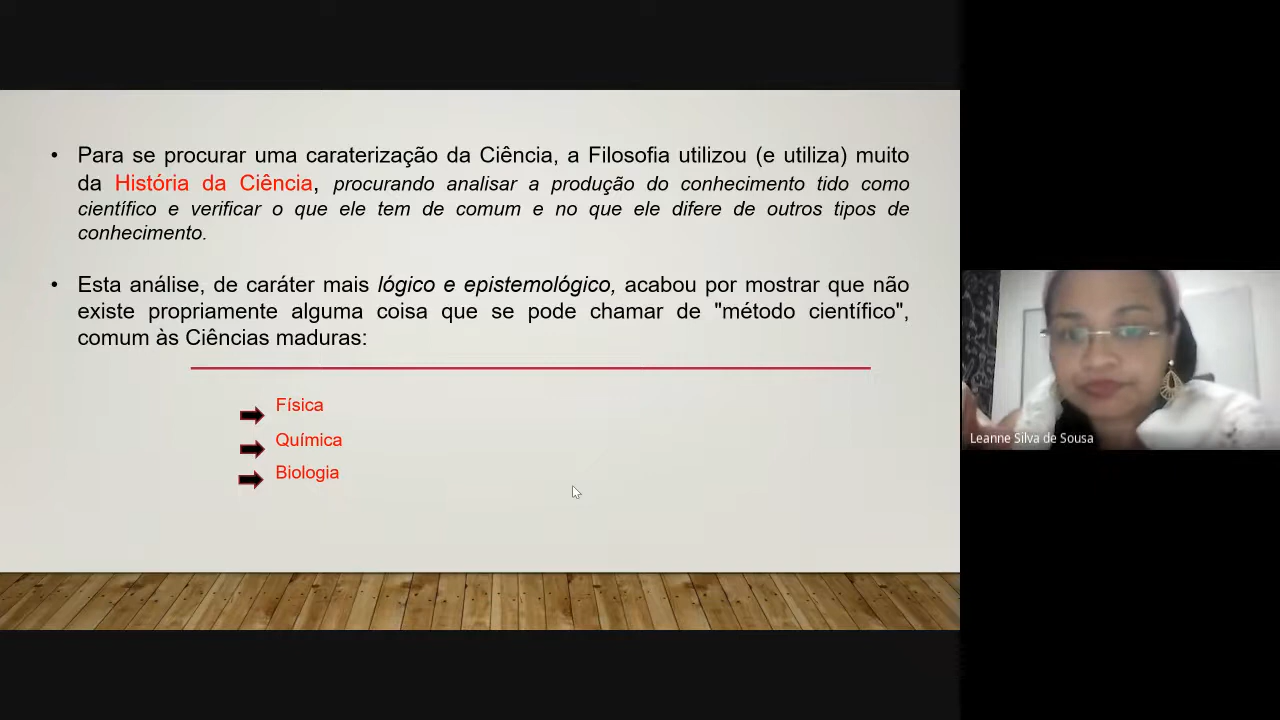 • Para se procurar uma caraterização da Ciência, a Filosofia utilizou (e utiliza) muito
da História da Ciência, procurando analisar a produção do conhecimento tido como
científico e verificar o que ele tem de comum e no que ele difere de outros tipos de
conhecimento.
• Esta análise, de caráter mais lógico e epistemológico, acabou por mostrar que não
existe propriamente alguma coisa que se pode chamar de "método científico",
comum às Ciências maduras:
Física
Química
Biologia
Leanne Silva de Sousa